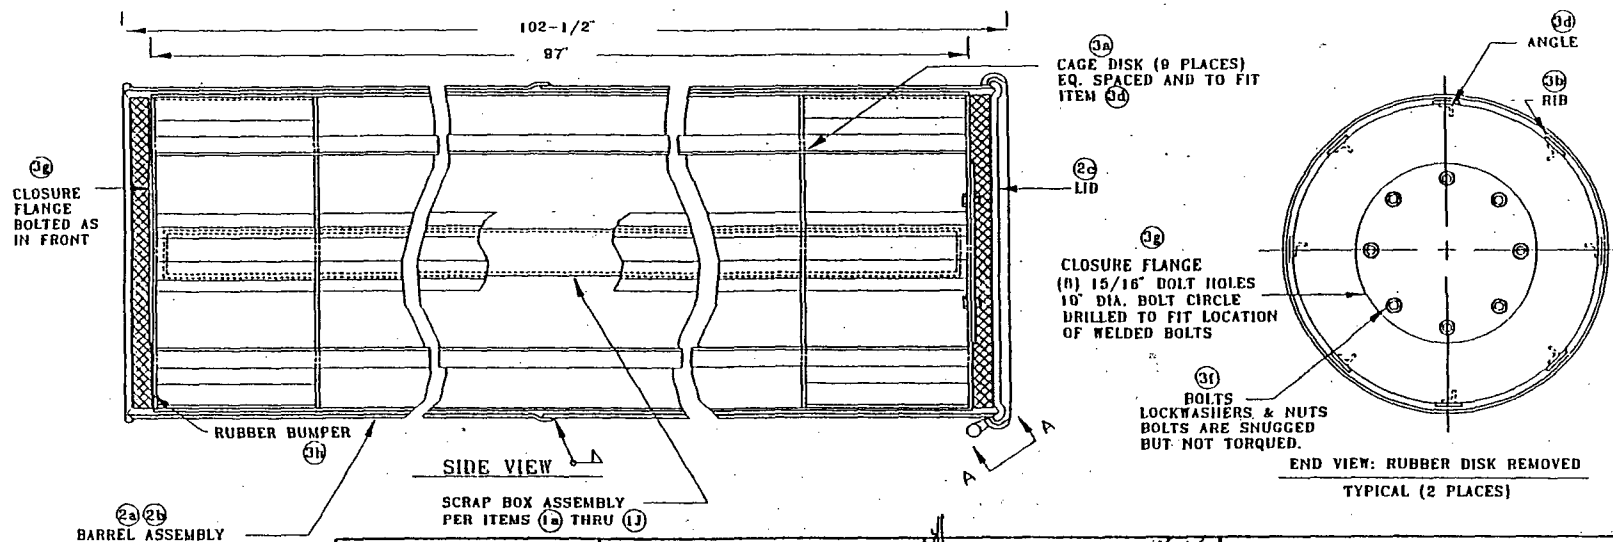 102-1/2"
97"
3a
CAGE DISK (9 PLACES)
EQ. SPACED AND TO FIT
ITEM 3d
3d
ANGLE
3b
RIB
3g
CLOSURE
FLANGE
BOLTED AS
IN FRONT
2c
LID
3g
CLOSURE FLANGE
(8) 15/16" BOLT HOLES
10" DIA. BOLT CIRCLE
DRILLED TO FIT LOCATION
OF WELDED BOLTS
3f
BOLTS
LOCKWASHERS & NUTS
BOLTS ARE SNUGGED
BUT NOT TORQUED.
RUBBER BUMPER
3h
SIDE VIEW
A
A
END VIEW: RUBBER DISK REMOVED
TYPICAL (2 PLACES)
SCRAP BOX ASSEMBLY
PER ITEMS 1a THRU 1J
2a 2b
BARREL ASSEMBLY